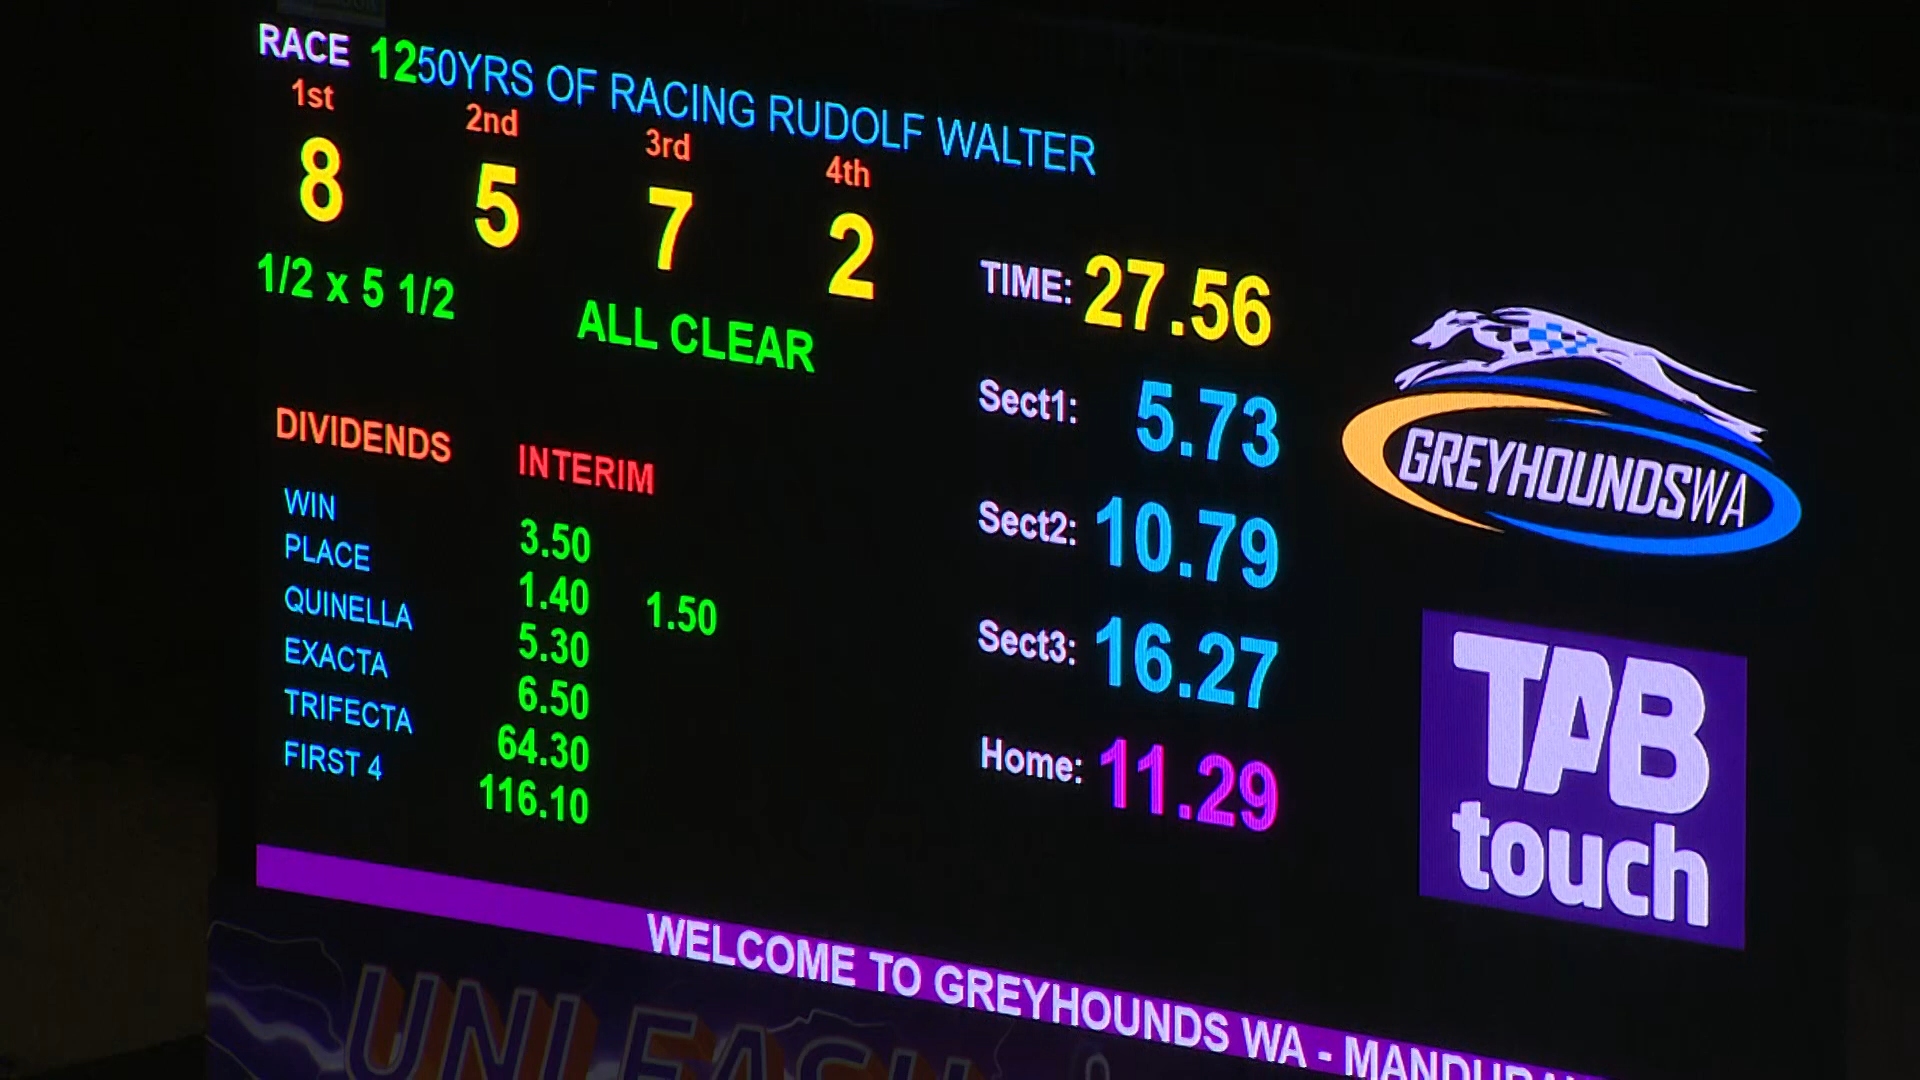 RACE 12 50YRS OF RACING RUDOLF WALTER
1st 2nd 3rd 4th
8 5 7 2
1/2 x 5 1/2
ALL CLEAR
TIME: 27.56
Sect1: 5.73
Sect2: 10.79
Sect3: 16.27
Home: 11.29
DIVIDENDS INTERIM
WIN 3.50
PLACE 1.40 1.50
QUINELLA 5.30
EXACTA 6.50
TRIFECTA 64.30
FIRST 4 116.10
GREYHOUNDSWA
TAB
touch
WELCOME TO GREYHOUNDS WA -